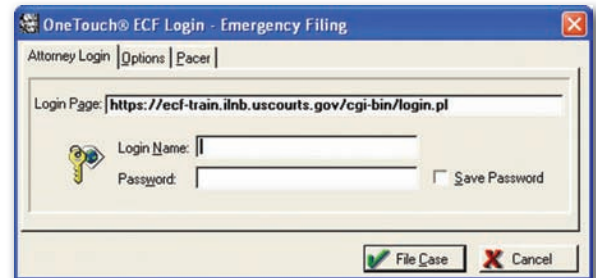 OneTouch® ECF Login - Emergency Filing
Attorney Login Options Pacer
Login Page: https://ecf-train.ilnb.uscourts.gov/cgi-bin/login.pl
Login Name:
Password: Save Password
File Case Cancel